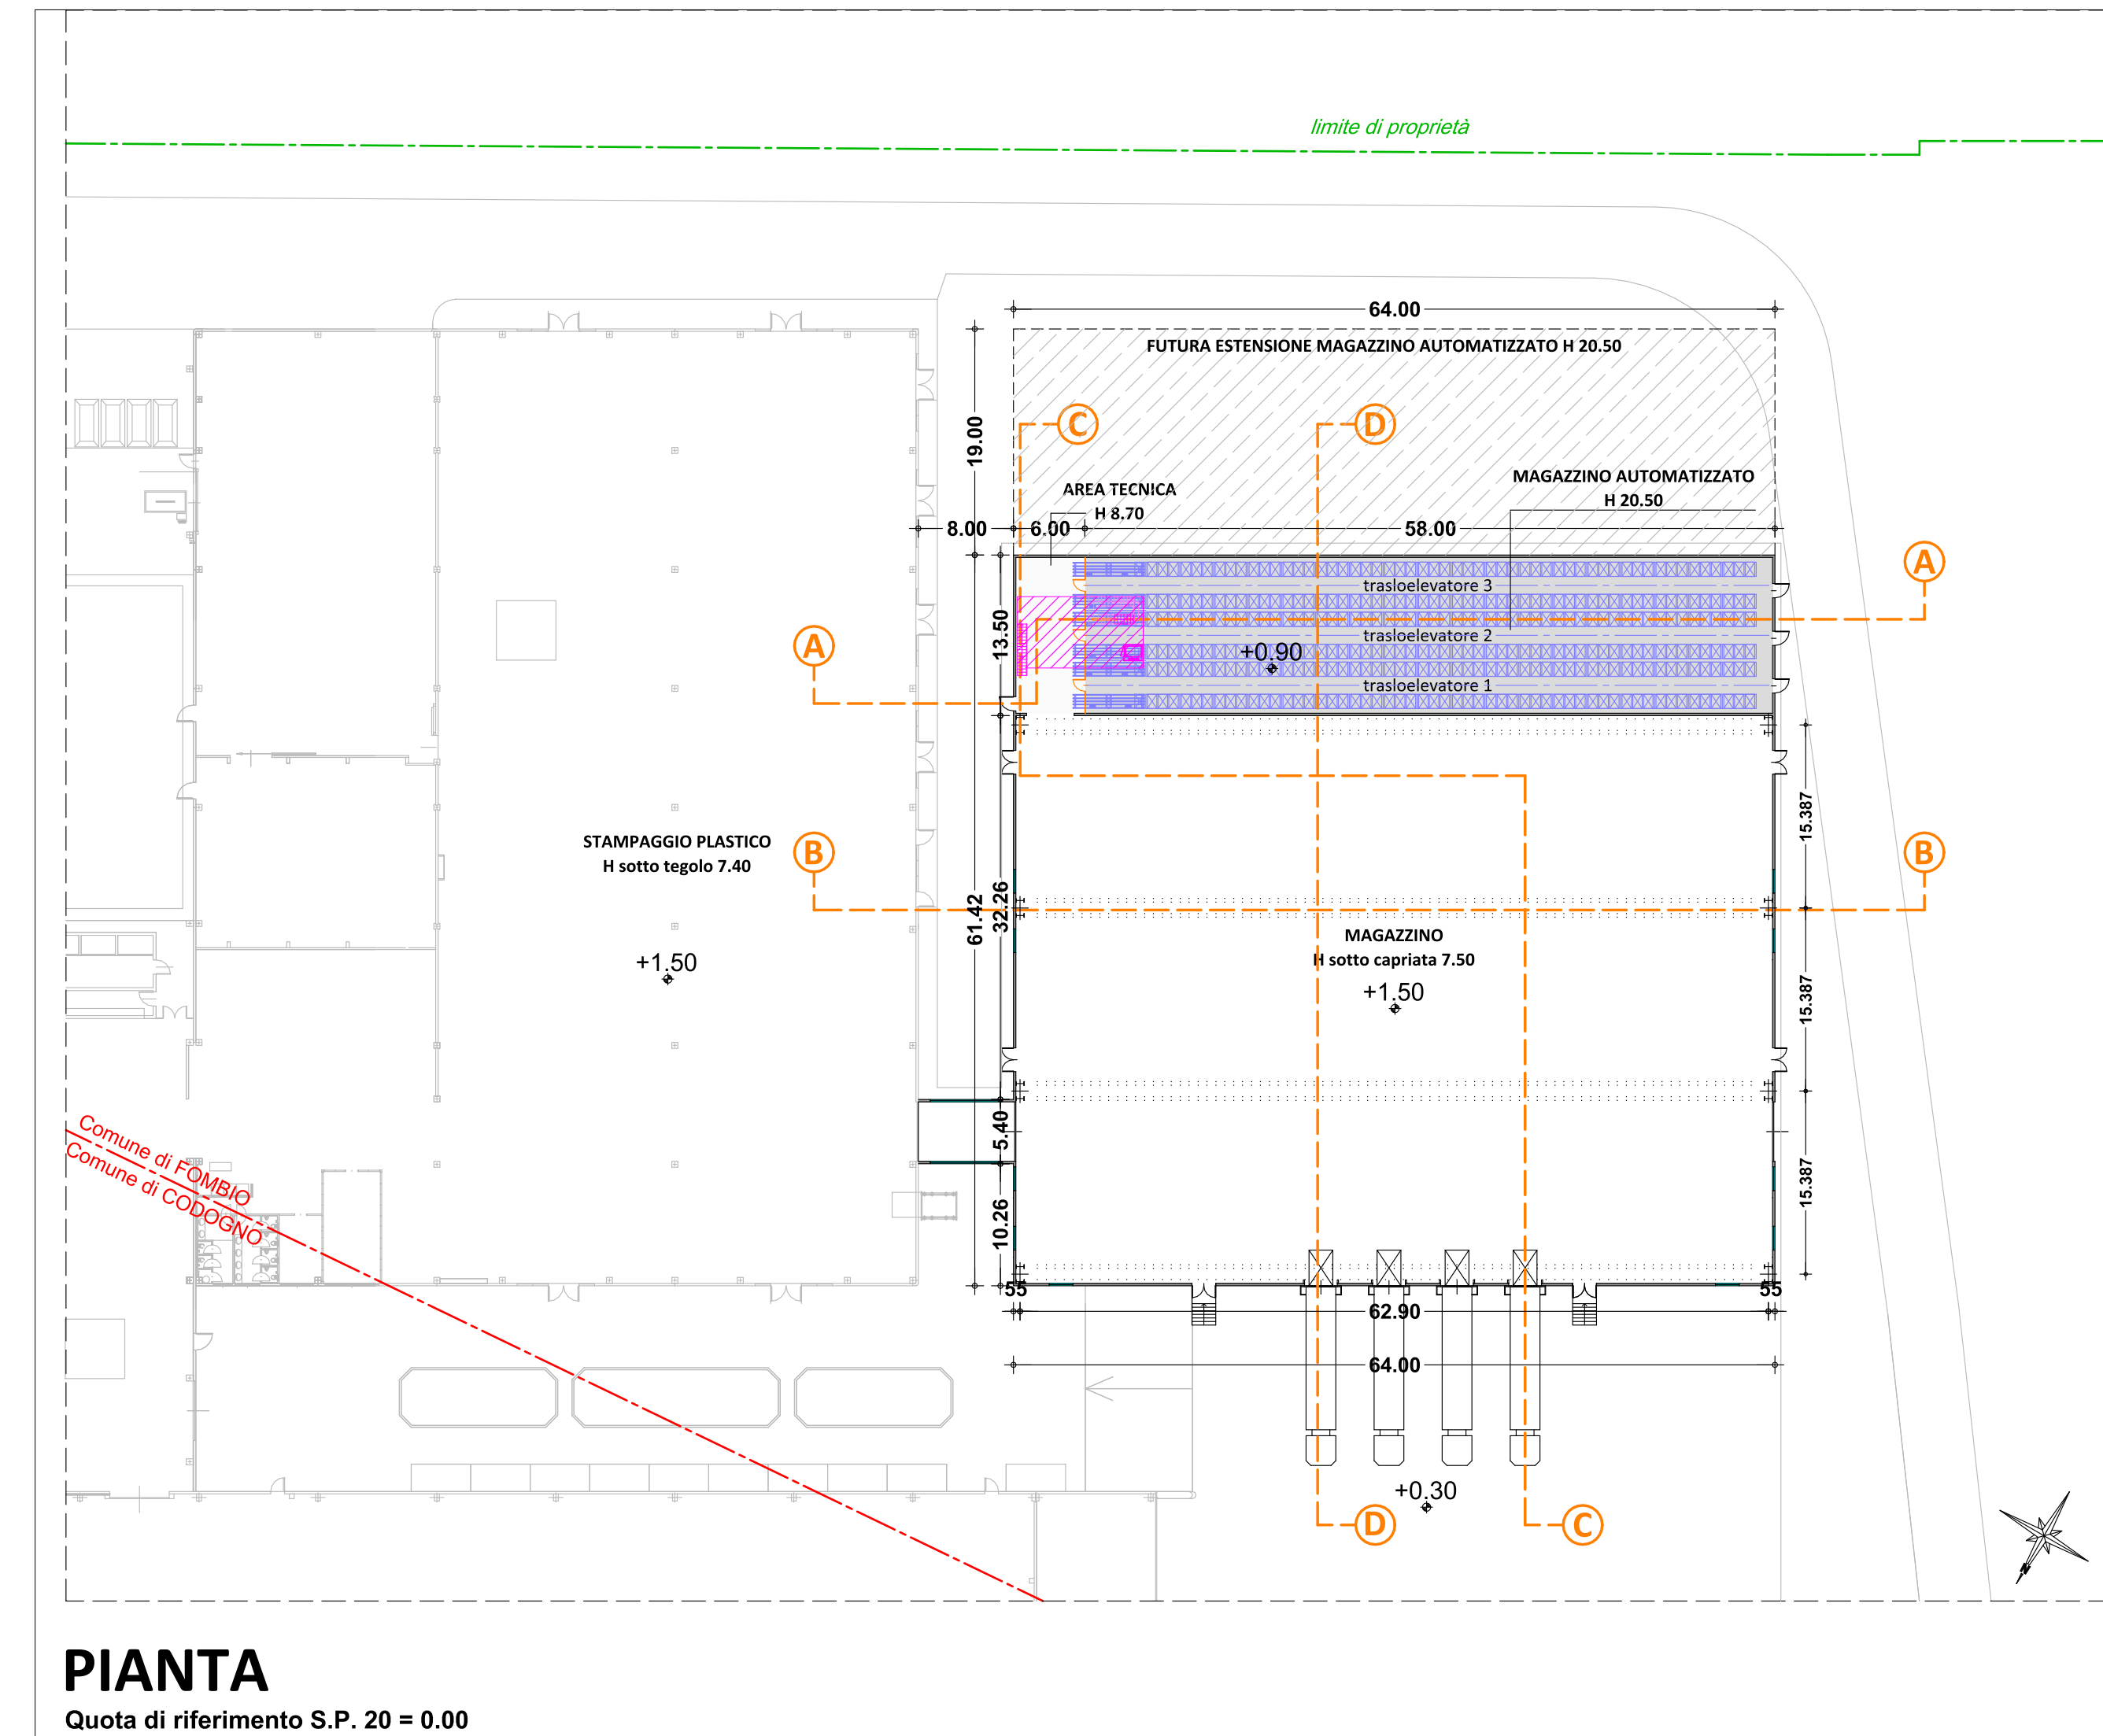 limite di proprietà
64.00
FUTURA ESTENSIONE MAGAZZINO AUTOMATIZZATO H 20.50
19.00
C
D
MAGAZZINO AUTOMATIZZATO
H 20.50
AREA TECNICA
H 8.70
8.00
6.00
58.00
A
trasloelevatore 3
13.50
trasloelevatore 2
A
+0.90
trasloelevatore 1
15.387
STAMPAGGIO PLASTICO
H sotto tegolo 7.40
B
B
61.42
32.26
MAGAZZINO
H sotto capriata 7.50
+1.50
+1.50
15.387
Comune di FOMBIO
Comune di CODOGNO
5.40
15.387
10.26
55
55
62.90
64.00
+0.30
D
C
N
PIANTA
Quota di riferimento S.P. 20 = 0.00